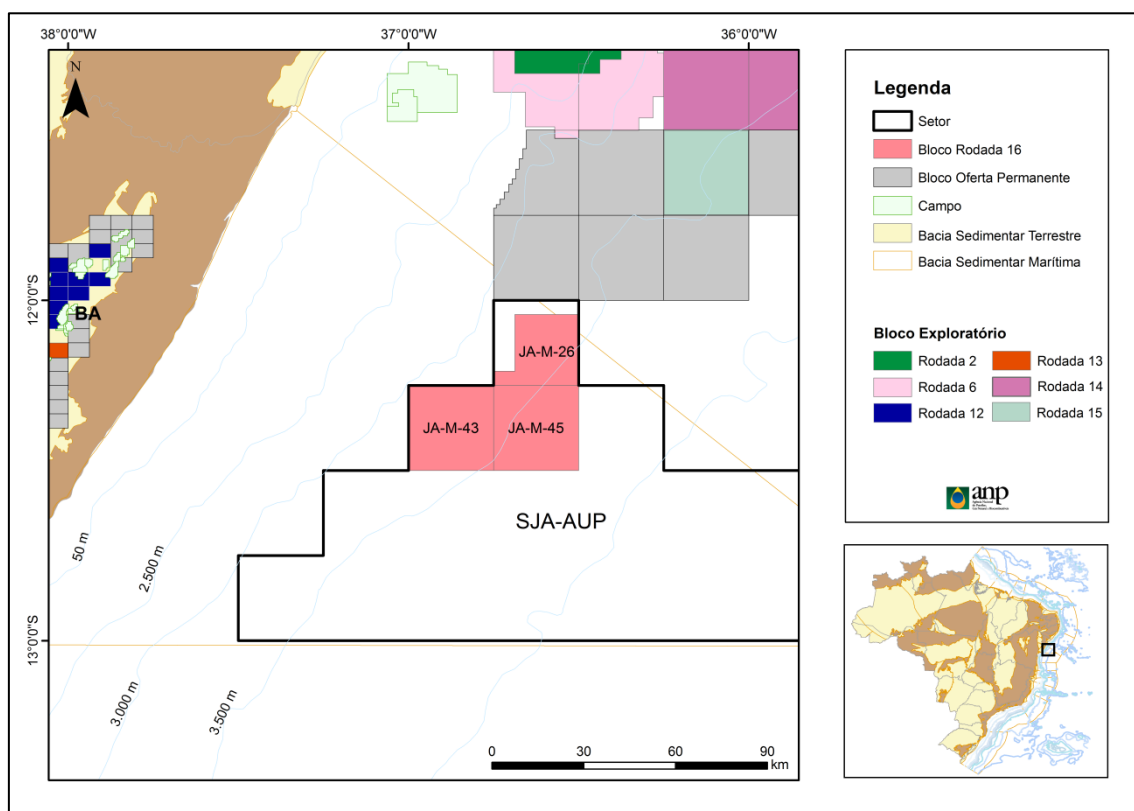 38°0'0"W
37°0'0"W
36°0'0"W
N
12°0'0"S
13°0'0"S
BA
JA-M-26
JA-M-43
JA-M-45
SJA-AUP
50 m
2.500 m
3.000 m
3.500 m
0 30 60 90
km
Legenda
Setor
Bloco Rodada 16
Bloco Oferta Permanente
Campo
Bacia Sedimentar Terrestre
Bacia Sedimentar Marítima
Bloco Exploratório
Rodada 2
Rodada 13
Rodada 6
Rodada 14
Rodada 12
Rodada 15
anp